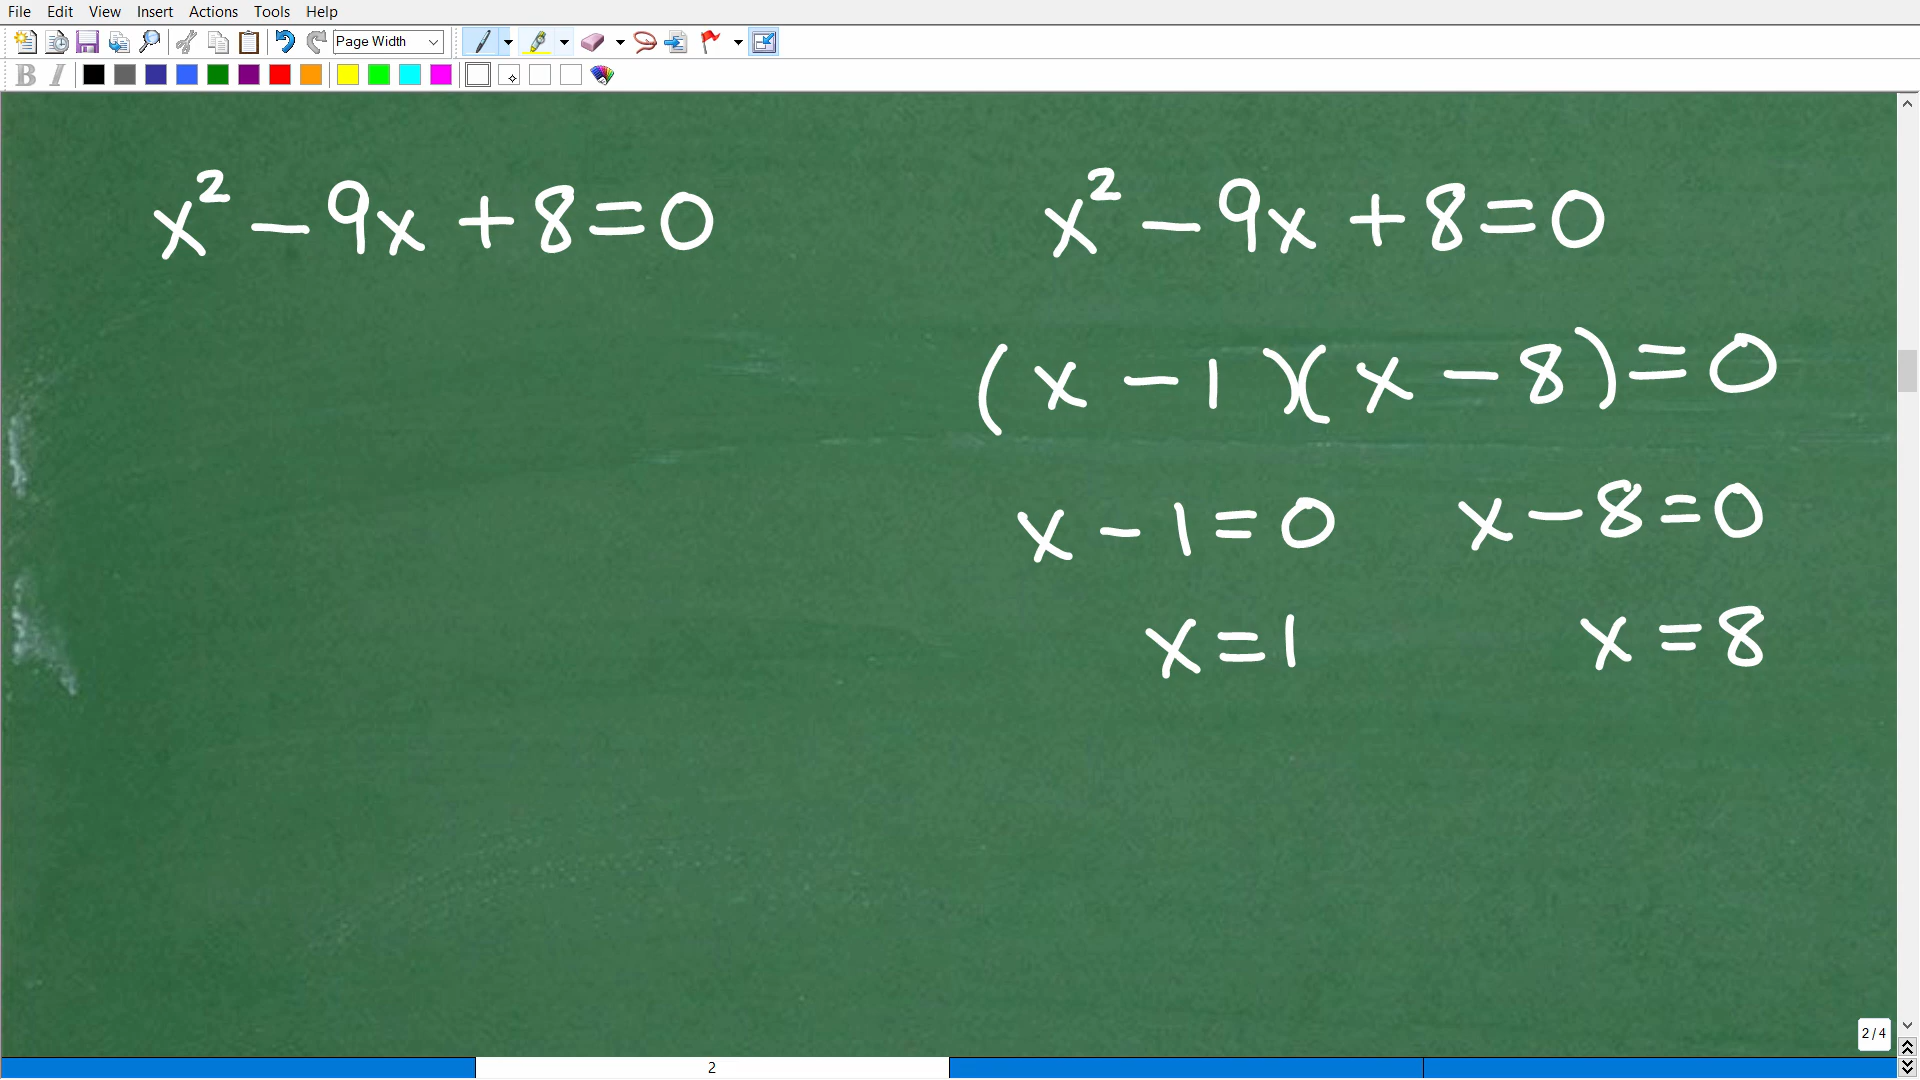 File Edit View Insert Actions Tools Help
Page Width
B I
x² - 9x + 8 = 0
x² - 9x + 8 = 0
(x - 1)(x - 8) = 0
x - 1 = 0 x - 8 = 0
x = 1 x = 8
2 / 4
2